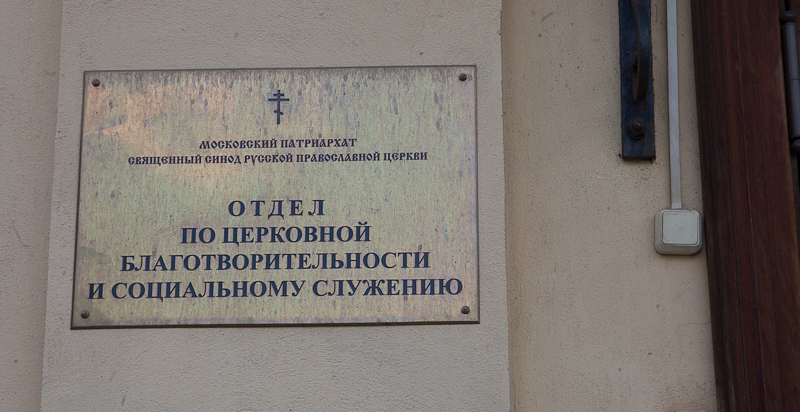 МОСКОВСКИЙ ПАТРИАРХАТ
СВЯЩЕННЫЙ СИНОД РУССКОЙ ПРАВОСЛАВНОЙ ЦЕРКВИ
ОТДЕЛ
ПО ЦЕРКОВНОЙ
БЛАГОТВОРИТЕЛЬНОСТИ
И СОЦИАЛЬНОМУ СЛУЖЕНИЮ